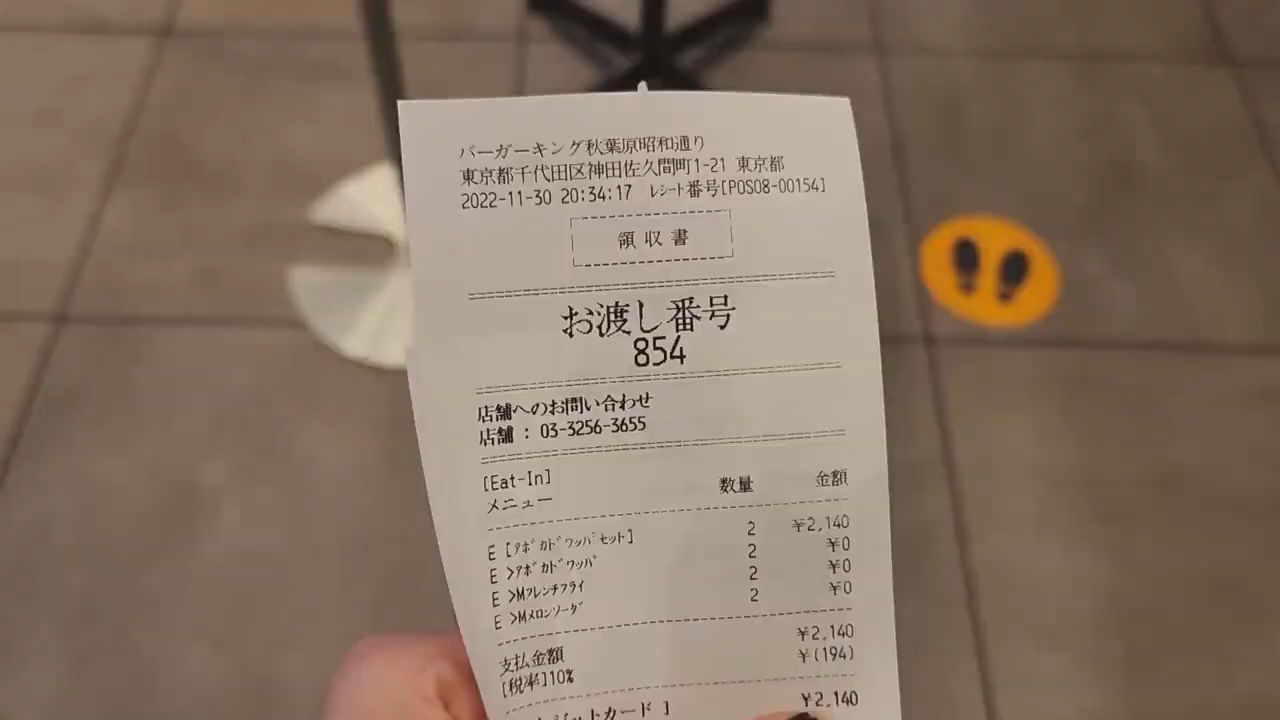 バーガーキング秋葉原昭和通り
東京都千代田区神田佐久間町1-21 東京都
2022-11-30 20:34:17 ﾚｼｰﾄ番号[POS08-00154]
領収書
お渡し番号
854
店舗へのお問い合わせ
店舗 : 03-3256-3655
[Eat-In]
メニュー 数量 金額
E [ｱﾎﾞｶﾄﾞﾜｯﾊﾟｾｯﾄ] 2 ¥2,140
E >ｱﾎﾞｶﾄﾞﾜｯﾊﾟ 2 ¥0
E >Mﾌﾚﾝﾁﾌﾗｲ 2 ¥0
E >Mﾒﾛﾝｿｰﾀﾞ 2 ¥0
支払金額 ¥2,140
[税率]10% ¥(194)
ジットカード ] ¥2,140